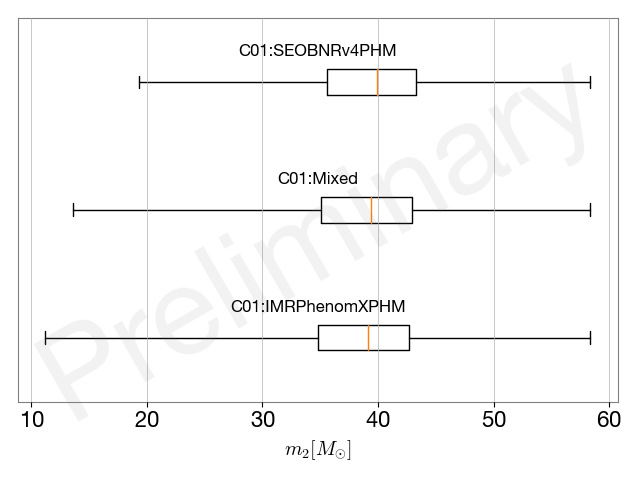 C01:SEOBNRv4PHM
C01:Mixed
C01:IMRPhenomXPHM
Preliminary
10 20 30 40 50 60
m₂[M☉]